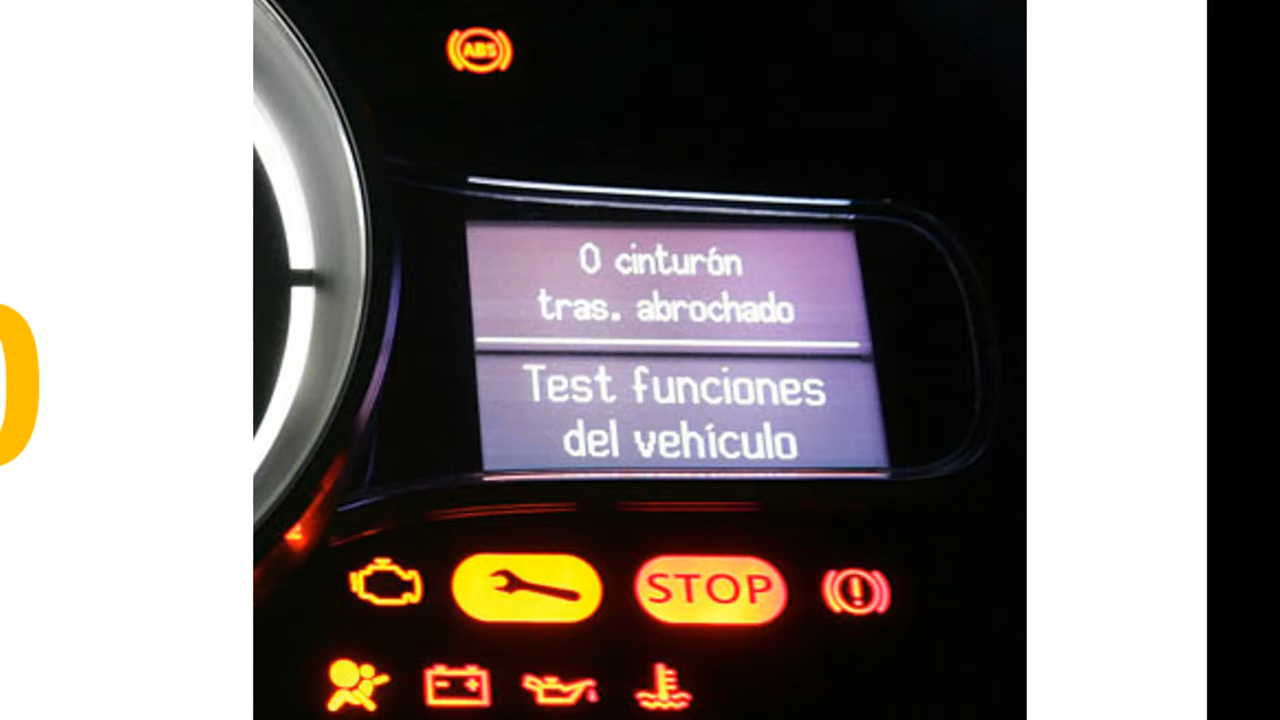 ABS
0 cinturón
tras. abrochado
Test funciones
del vehículo
STOP